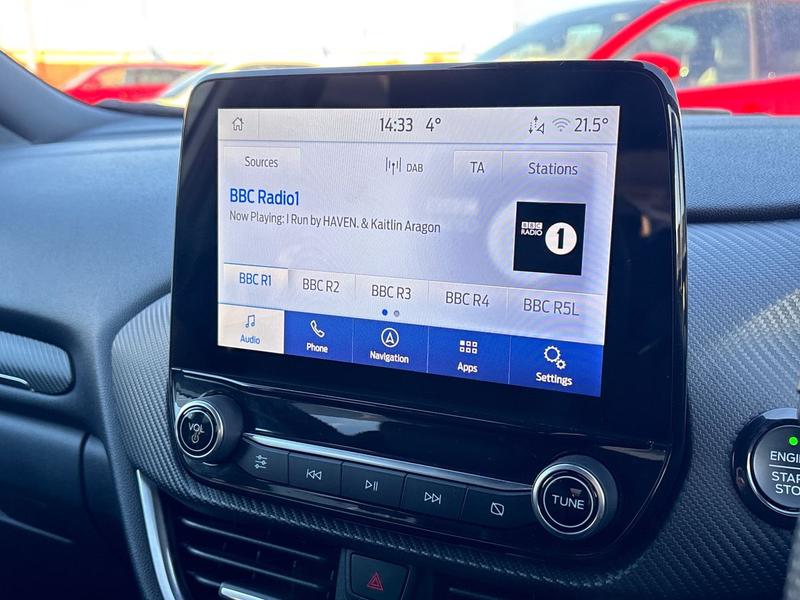 14:33 4° 21.5°
Sources DAB TA Stations
BBC Radio1
Now Playing: I Run by HAVEN. & Kaitlin Aragon
BBC
RADIO 1
BBC R1 BBC R2 BBC R3 BBC R4 BBC R5L
Audio Phone Navigation Apps Settings
VOL
TUNE
ENGI
STAR
STO